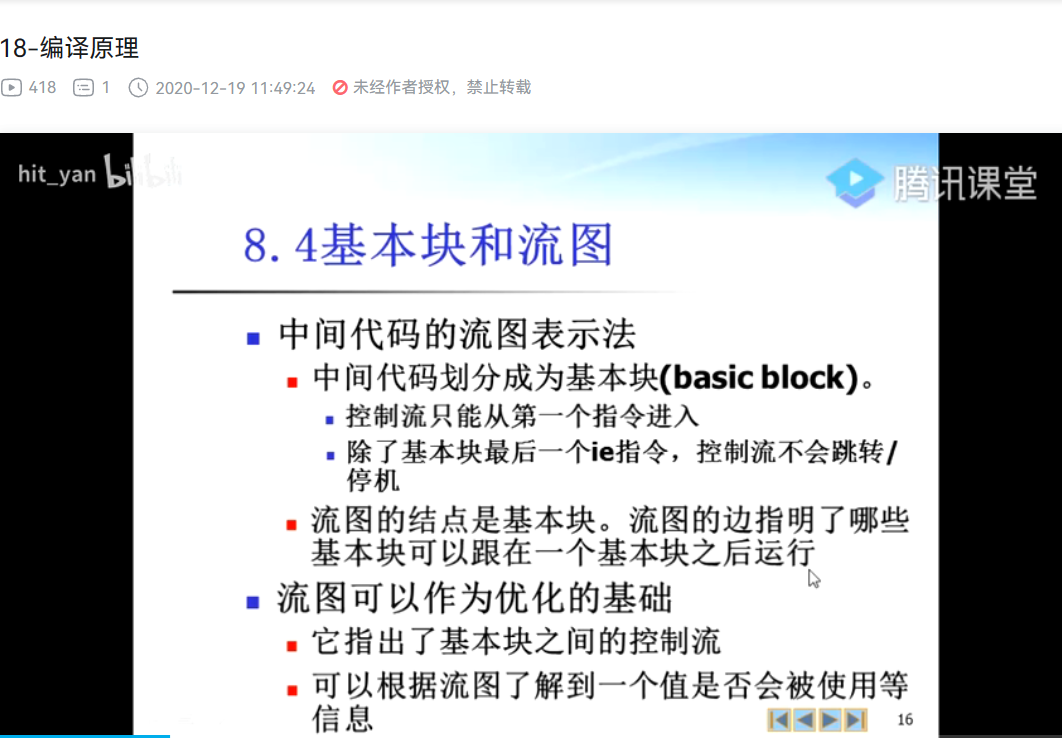 18-编译原理
418 1 2020-12-19 11:49:24 未经作者授权，禁止转载
hit_yan bilibili
腾讯课堂
8.4基本块和流图
中间代码的流图表示法
中间代码划分成为基本块(basic block)。
控制流只能从第一个指令进入
除了基本块最后一个ie指令，控制流不会跳转/
停机
流图的结点是基本块。流图的边指明了哪些
基本块可以跟在一个基本块之后运行
流图可以作为优化的基础
它指出了基本块之间的控制流
可以根据流图了解到一个值是否会被使用等
信息
16